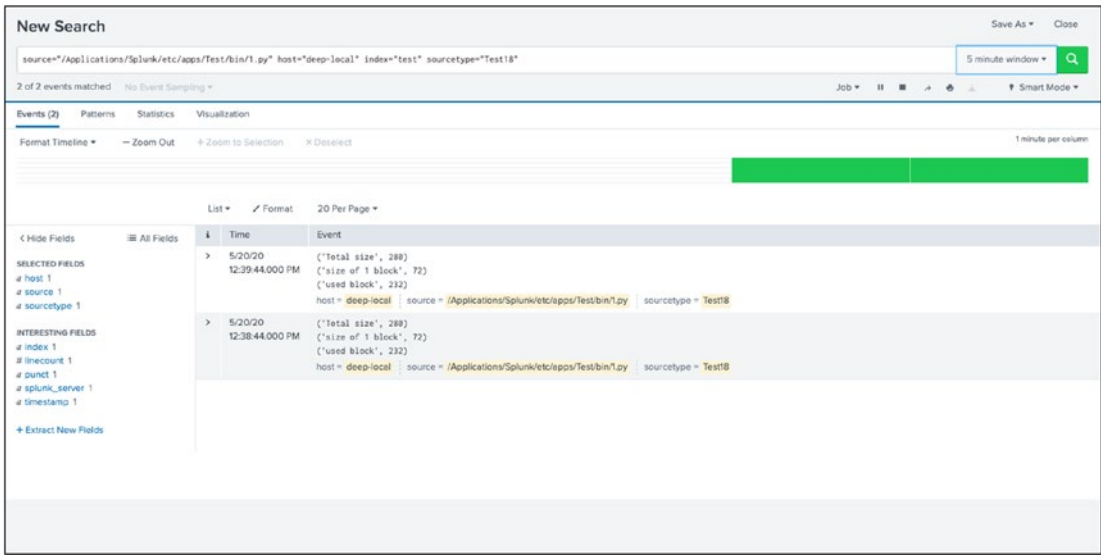 New Search
Save As Close
source="/Applications/Splunk/etc/apps/Test/bin/1.py" host="deep-local" index="test" sourcetype="Test18"
5 minute window
2 of 2 events matched No Event Sampling
Job Smart Mode
Events (2) Patterns Statistics Visualization
Format Timeline — Zoom Out + Zoom to Selection × Deselect
1 minute per column
List Format 20 Per Page
< Hide Fields All Fields
i Time Event
SELECTED FIELDS
a host 1
a source 1
a sourcetype 1
INTERESTING FIELDS
a index 1
# linecount 1
a punct 1
a splunk_server 1
a timestamp 1
+ Extract New Fields
> 5/20/20
12:39:44.000 PM
('Total size', 280)
('size of 1 block', 72)
('used block', 232)
host = deep-local source = /Applications/Splunk/etc/apps/Test/bin/1.py sourcetype = Test18
> 5/20/20
12:38:44.000 PM
('Total size', 280)
('size of 1 block', 72)
('used block', 232)
host = deep-local source = /Applications/Splunk/etc/apps/Test/bin/1.py sourcetype = Test18